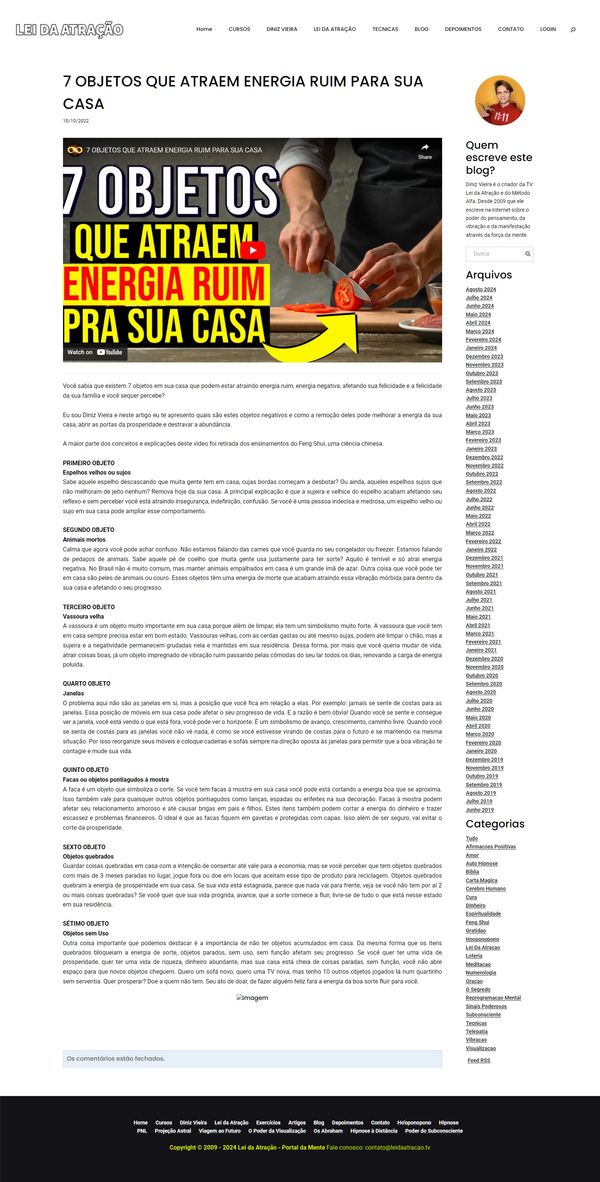 LEI DA ATRAÇÃO
Home CURSOS DINIZ VIEIRA LEI DA ATRAÇÃO TECNICAS BLOG DEPOIMENTOS CONTATO LOGIN
7 OBJETOS QUE ATRAEM ENERGIA RUIM PARA SUA
CASA
10/10/2022
7 OBJETOS QUE ATRAEM ENERGIA RUIM PARA SUA CASA
Share
7 OBJETOS
QUE ATRAEM
ENERGIA RUIM
PRA SUA CASA
Watch on YouTube
Você sabia que existem 7 objetos em sua casa que podem estar atraindo energia ruim, energia negativa, afetando sua felicidade e a felicidade
da sua família e você sequer percebe?
Eu sou Diniz Vieira e neste artigo eu te apresento quais são estes objetos negativos e como a remoção deles pode melhorar a energia da sua
casa, abrir as portas da prosperidade e destravar a abundância.
A maior parte dos conceitos e explicações deste vídeo foi retirada dos ensinamentos do Feng Shui, uma ciência chinesa.
PRIMEIRO OBJETO
Espelhos velhos ou sujos
Sabe aquele espelho descascando que muita gente tem em casa, cujas bordas começam a desbotar? Ou ainda, aqueles espelhos sujos que
não melhoram de jeito nenhum? Remova hoje da sua casa. A principal explicação é que a sujeira e velhice do espelho acabam afetando seu
reflexo e sem perceber você está atraindo insegurança, indefinição, confusão. Se você é uma pessoa indecisa e medrosa, um espelho velho ou
sujo em sua casa pode ampliar esse comportamento.
SEGUNDO OBJETO
Animais mortos
Calma que agora você pode achar confuso. Não estamos falando das carnes que você guarda no seu congelador ou freezer. Estamos falando
de pedaços de animais. Sabe aquele pé de coelho que muita gente usa justamente para ter sorte? Aquilo é terrível e só atrai energia
negativa. No Brasil não é muito comum, mas manter animais empalhados em casa é um grande imã de azar. Outra coisa que você pode ter
em casa são peles de animais ou couro. Esses objetos têm uma energia de morte que acabam atraindo essa vibração mórbida para dentro da
sua casa e afetando o seu progresso.
TERCEIRO OBJETO
Vassoura velha
A vassoura é um objeto muito importante em sua casa porque além de limpar, ela tem um simbolismo muito forte. A vassoura que você tem
em casa sempre precisa estar em bom estado. Vassouras velhas, com as cerdas gastas ou até mesmo sujas, podem até limpar o chão, mas a
sujeira e a negatividade permanecem grudadas nela e mantidas em sua residência. Dessa forma, por mais que você queria mudar de vida,
atrair coisas boas, já um objeto impregnado de vibração ruim passando pelas cômodas do seu lar todos os dias, renovando a carga de energia
poluída.
QUARTO OBJETO
Janelas
O problema aqui não são as janelas em si, mas a posição que você fica em relação a elas. Por exemplo: jamais se sente de costas para as
janelas. Essa posição de móveis em sua casa pode afetar o seu progresso de vida. E a razão é bem óbvia! Quando você se sente e consegue
ver a janela, você está vendo o que está fora, você pode ver o horizonte. É um simbolismo de avanço, crescimento, caminho livre. Quando você
se senta de costas para as janelas você não vê nada, é como se você estivesse virando de costas para o futuro e se mantendo na mesma
situação. Por isso reorganize seus móveis e coloque cadeiras e sofás sempre na direção oposta às janelas para permitir que a boa vibração te
contagie e mude sua vida.
QUINTO OBJETO
Facas ou objetos pontiagudos à mostra
A faca é um objeto que simboliza o corte. Se você tem facas à mostra em sua casa você pode está cortando a energia boa que se aproxima.
Isso também vale para quaisquer outros objetos pontiagudos como lanças, espadas ou enfeites na sua decoração. Facas à mostra podem
afetar seu relacionamento amoroso e até causar brigas em pais e filhos. Estes itens também podem cortar a energia do dinheiro e trazer
escassez e problemas financeiros. O ideal é que as facas fiquem em gavetas e protegidas com capas. Isso além de ser seguro, vai evitar o
corte da prosperidade.
SEXTO OBJETO
Objetos quebrados
Guardar coisas quebradas em casa com a intenção de consertar até vale para a economia, mas se você perceber que tem objetos quebrados
com mais de 3 meses paradas no lugar, jogue fora ou doe em locais que aceitam esse tipo de produto para reciclagem. Objetos quebrados
quebram a energia de prosperidade em sua casa. Se sua vida está estagnada, parece que nada vai para frente, veja se você não tem por aí 2
ou mais coisas quebradas? Se você quer que sua vida progrida, avance, que a sorte comece a fluir, livre-se de tudo o que está nesse estado
em sua residência.
SÉTIMO OBJETO
Objetos sem Uso
Outra coisa importante que podemos destacar é a importância de não ter objetos acumulados em casa. Da mesma forma que os itens
quebrados bloqueiam a energia de sorte, objetos parados, sem uso, sem função afetam seu progresso. Se você quer ter uma vida de
prosperidade, quer ter uma vida de riqueza, dinheiro abundante, mas sua casa está cheia de coisas paradas, sem função, você não abre
espaço para que novos objetos cheguem. Quero um sofá novo, quero uma TV nova, mas tenho 10 outros objetos jogados lá num quartinho
sem serventia. Quer prosperar? Doe a quem não tem. Seu ato de doar, de fazer alguém feliz fará a energia da boa sorte fluir para você.
Imagem
Os comentários estão fechados.
11:11
Quem
escreve este
blog?
Diniz Vieira é o criador da TV
Lei da Atração e do Método
Alfa. Desde 2009 que ele
escreve na Internet sobre o
poder do pensamento, da
vibração e da manifestação
através da força da mente.
Busca
Arquivos
Agosto 2024
Julho 2024
Junho 2024
Maio 2024
Abril 2024
Março 2024
Fevereiro 2024
Janeiro 2024
Dezembro 2023
Novembro 2023
Outubro 2023
Setembro 2023
Agosto 2023
Julho 2023
Junho 2023
Maio 2023
Abril 2023
Março 2023
Fevereiro 2023
Janeiro 2023
Dezembro 2022
Novembro 2022
Outubro 2022
Setembro 2022
Agosto 2022
Julho 2022
Junho 2022
Maio 2022
Abril 2022
Março 2022
Fevereiro 2022
Janeiro 2022
Dezembro 2021
Novembro 2021
Outubro 2021
Setembro 2021
Agosto 2021
Julho 2021
Junho 2021
Maio 2021
Abril 2021
Março 2021
Fevereiro 2021
Janeiro 2021
Dezembro 2020
Novembro 2020
Outubro 2020
Setembro 2020
Agosto 2020
Julho 2020
Junho 2020
Maio 2020
Abril 2020
Março 2020
Fevereiro 2020
Janeiro 2020
Dezembro 2019
Novembro 2019
Outubro 2019
Setembro 2019
Agosto 2019
Julho 2019
Junho 2019
Categorias
Tudo
Afirmacoes Positivas
Amor
Auto Hipnose
Bíblia
Carta Magica
Cerebro Humano
Cura
Dinheiro
Espiritualidade
Feng Shui
Gratidao
Hooponopono
Lei Da Atracao
Loteria
Meditacao
Numerologia
Oracao
O Segredo
Reprogramacao Mental
Sinais Poderosos
Subconsciente
Tecnicas
Telepatia
Vibracao
Visualizacao
Feed RSS
Home Cursos Diniz Vieira Lei da Atração Exercícios Artigos Blog Depoimentos Contato Ho'oponopono Hipnose
PNL Projeção Astral Viagem ao Futuro O Poder da Visualização Os Abraham Hipnose à Distância Poder do Subconsciente
Copyright © 2009 - 2024 Lei da Atração - Portal da Mente Fale conosco: contato@leidaatracao.tv